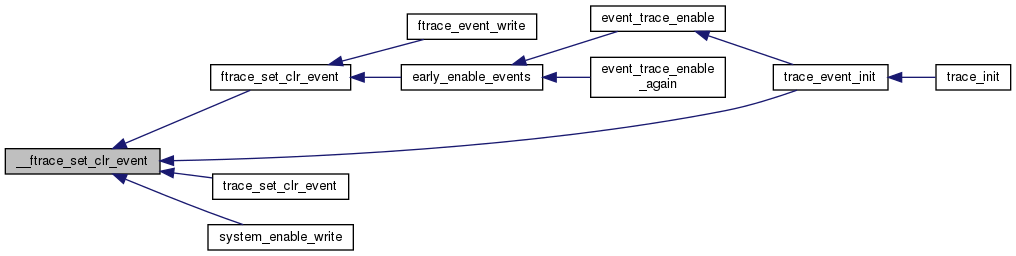 event_trace_enable
ftrace_event_write
event_trace_enable
_again
ftrace_set_clr_event
early_enable_events
trace_event_init
trace_init
__ftrace_set_clr_event
trace_set_clr_event
system_enable_write